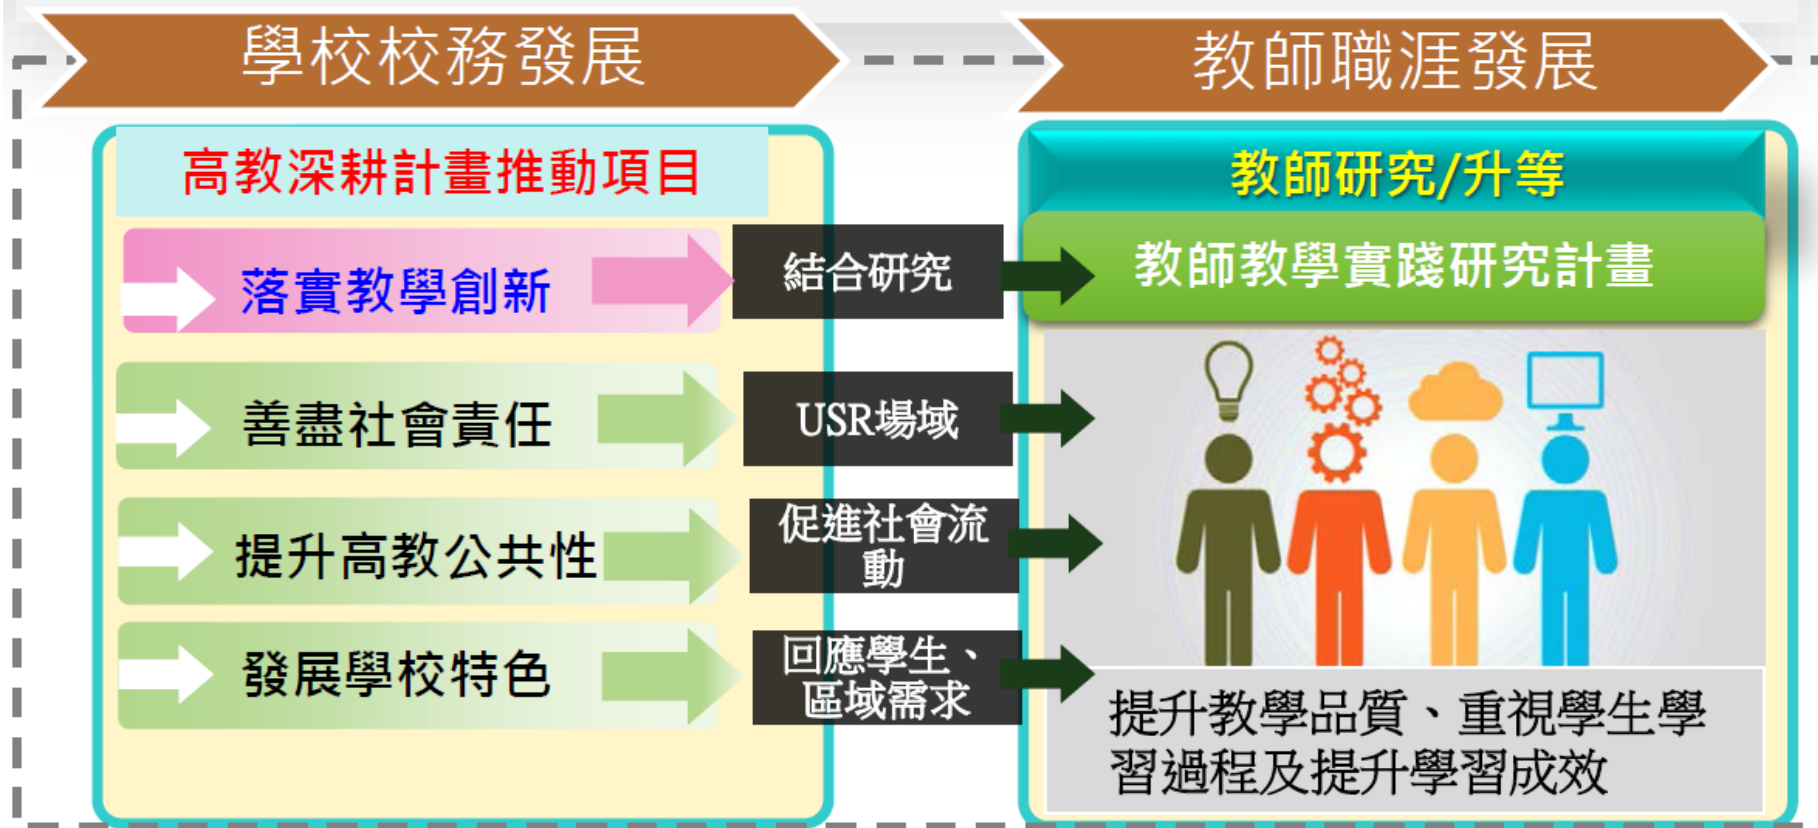 學校校務發展
教師職涯發展
高教深耕計畫推動項目
落實教學創新
善盡社會責任
提升高教公共性
發展學校特色
結合研究
USR場域
促進社會流
動
回應學生、
區域需求
教師研究/升等
教師教學實踐研究計畫
提升教學品質、重視學生學
習過程及提升學習成效